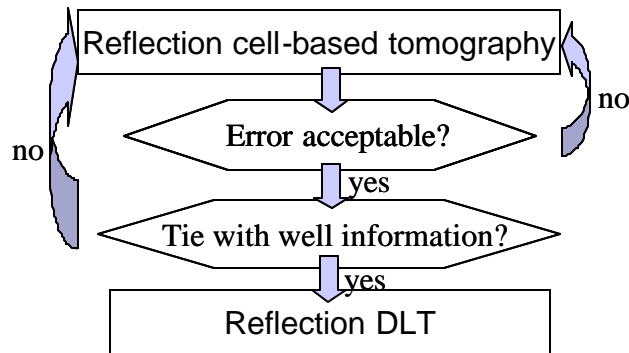 Reflection cell-based tomography
no
Error acceptable?
no
yes
Tie with well information?
yes
Reflection DLT